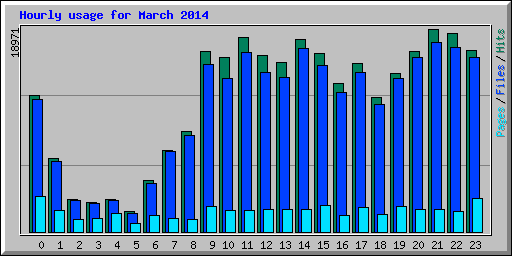 Hourly usage for March 2014
18971
Pages/Files/Hits
0 1 2 3 4 5 6 7 8 9 10 11 12 13 14 15 16 17 18 19 20 21 22 23